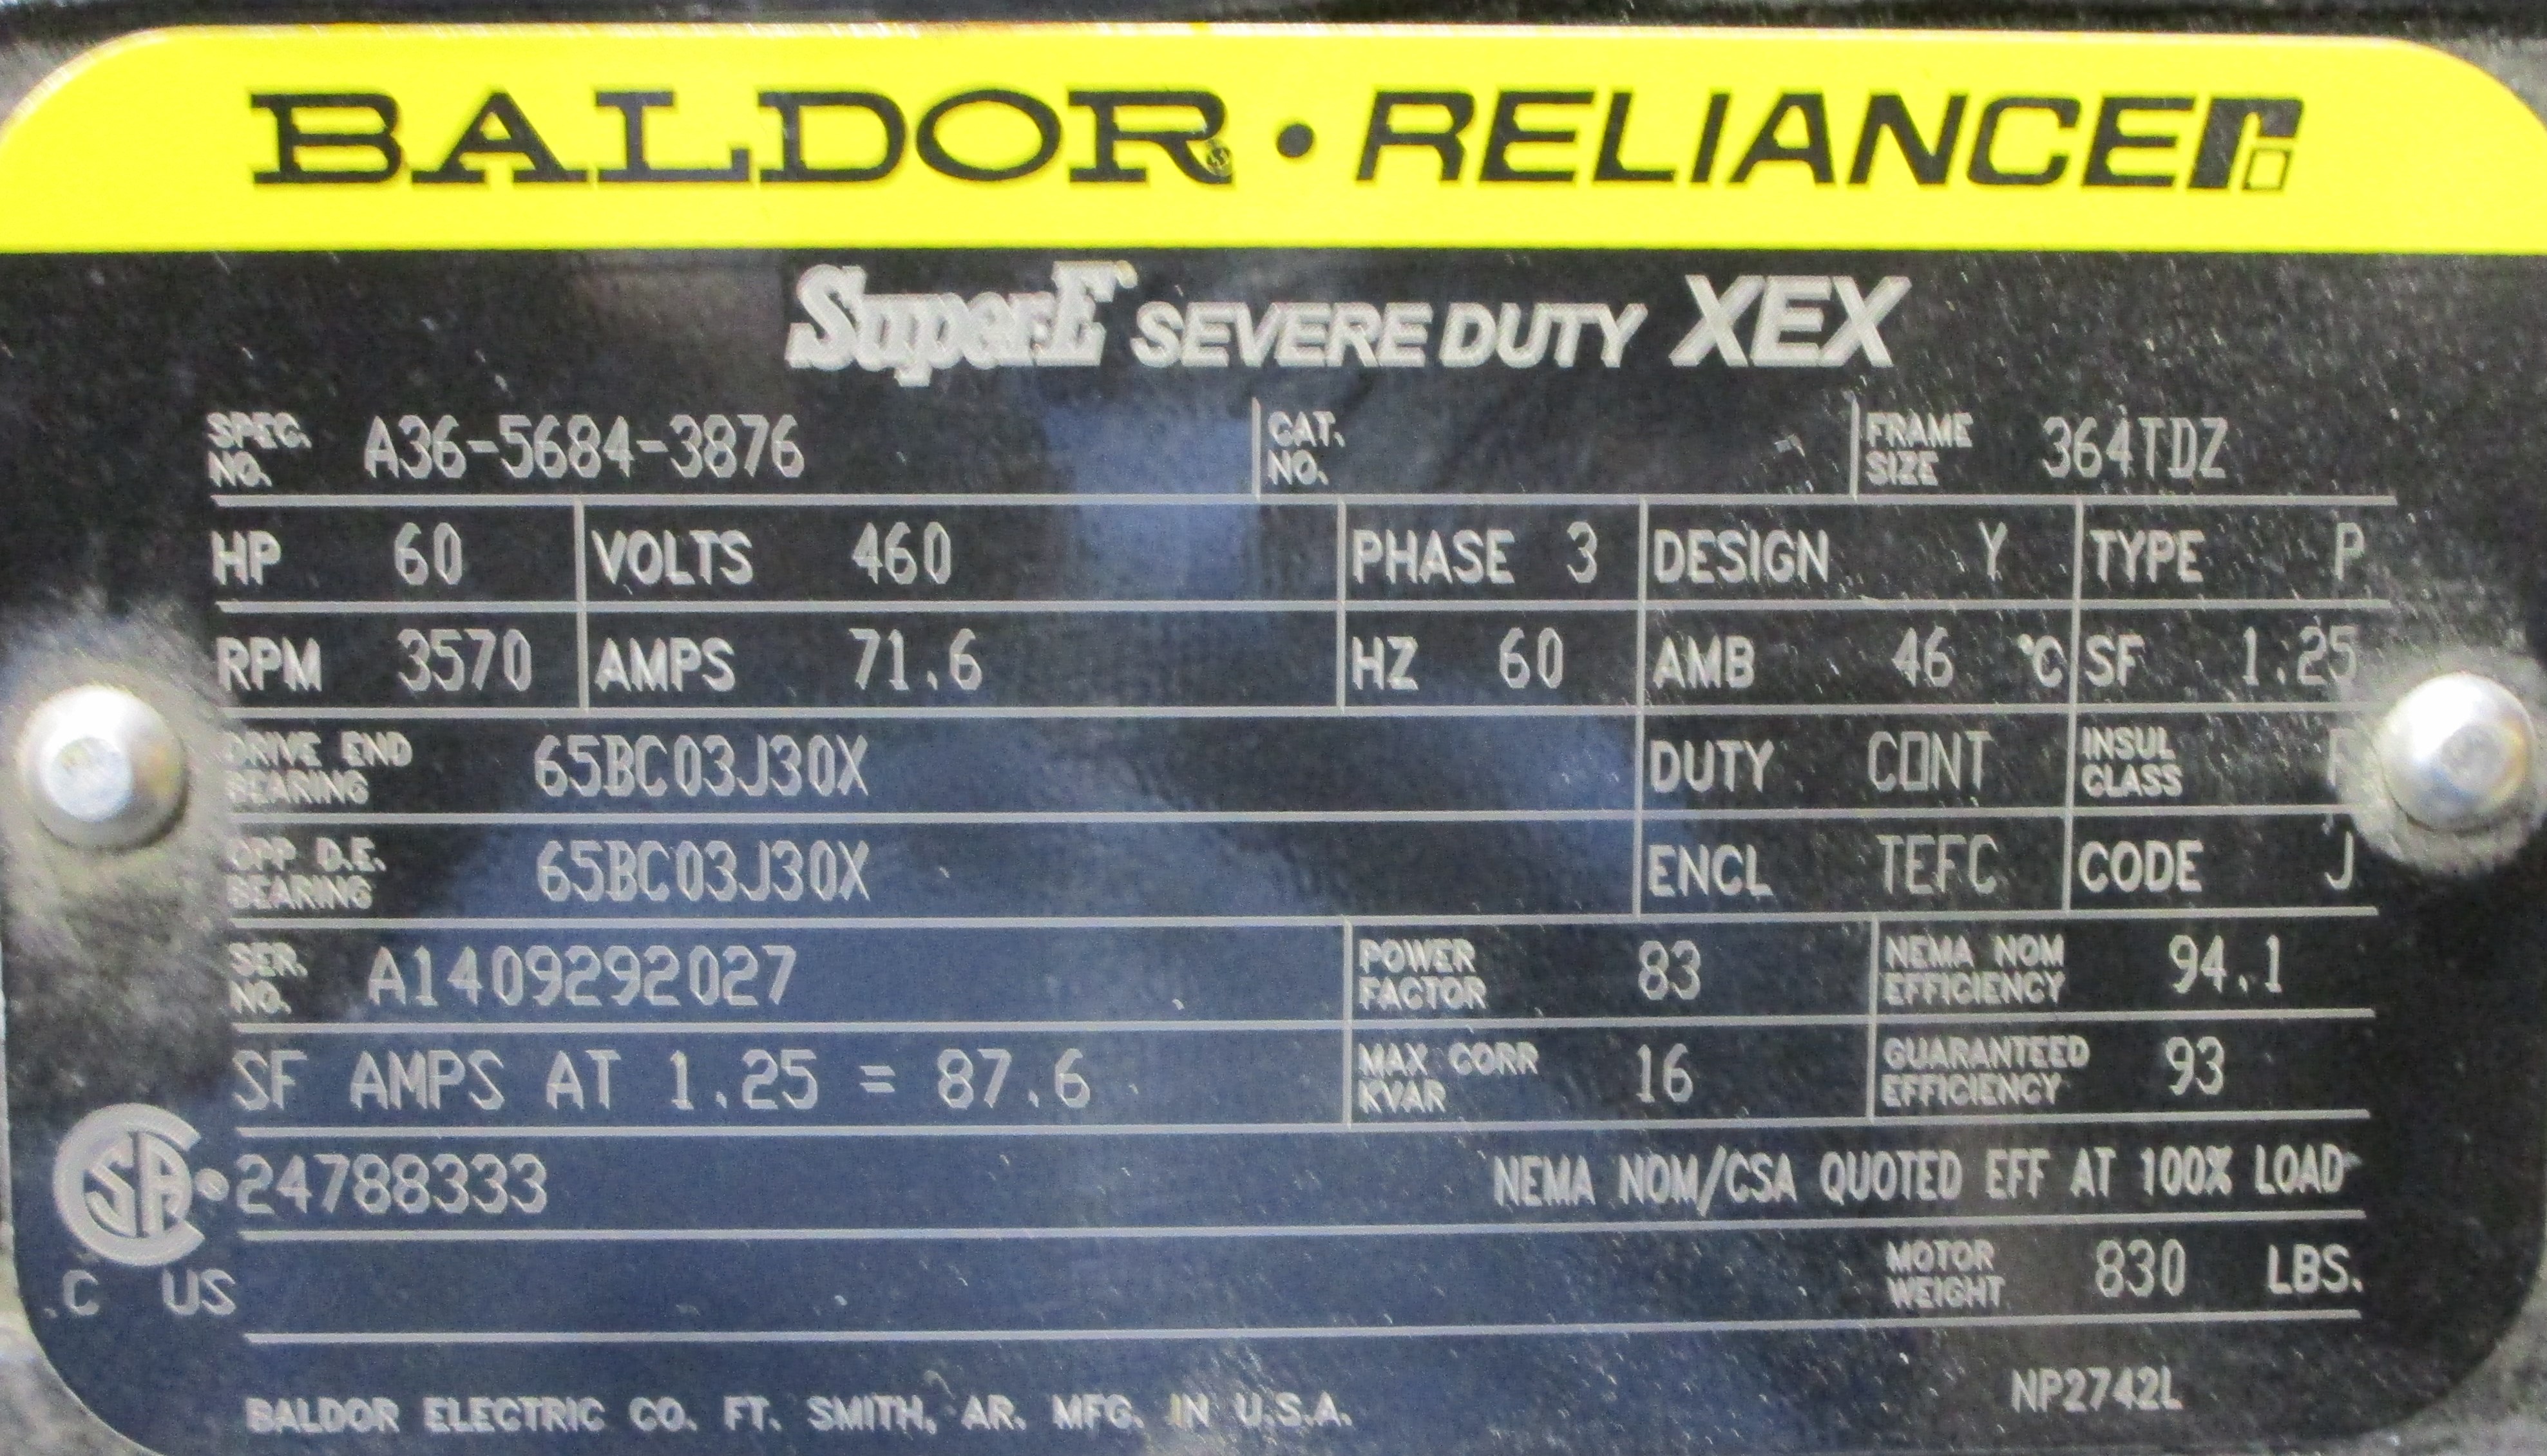 BALDOR • RELIANCE
Super-E SEVERE DUTY XEX
SPEC. NO. A36-5684-3876 CAT. NO. FRAME SIZE 364TDZ
HP 60 VOLTS 460 PHASE 3 DESIGN Y TYPE P
RPM 3570 AMPS 71.6 HZ 60 AMB 46 °C SF 1.25
DRIVE END BEARING 65BC03J30X DUTY CONT INSUL CLASS F
OPP D.E. BEARING 65BC03J30X ENCL TEFC CODE J
SER. NO. A1409292027 POWER FACTOR 83 NEMA NOM EFFICIENCY 94.1
SF AMPS AT 1.25 = 87.6 MAX CORR KVAR 16 GUARANTEED EFFICIENCY 93
SA 24788333 NEMA NOM/CSA QUOTED EFF AT 100% LOAD
C US MOTOR WEIGHT 830 LBS.
NP2742L
BALDOR ELECTRIC CO. FT. SMITH, AR. MFG. IN U.S.A.